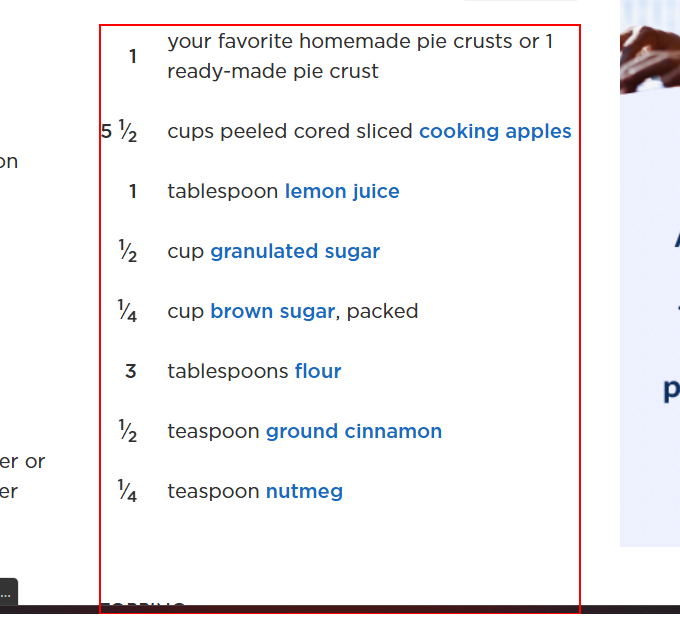 1 your favorite homemade pie crusts or 1
ready-made pie crust
5 ½ cups peeled cored sliced cooking apples
on
1 tablespoon lemon juice
½ cup granulated sugar
¼ cup brown sugar, packed
3 tablespoons flour
p
½ teaspoon ground cinnamon
er or
¼ teaspoon nutmeg
er
...